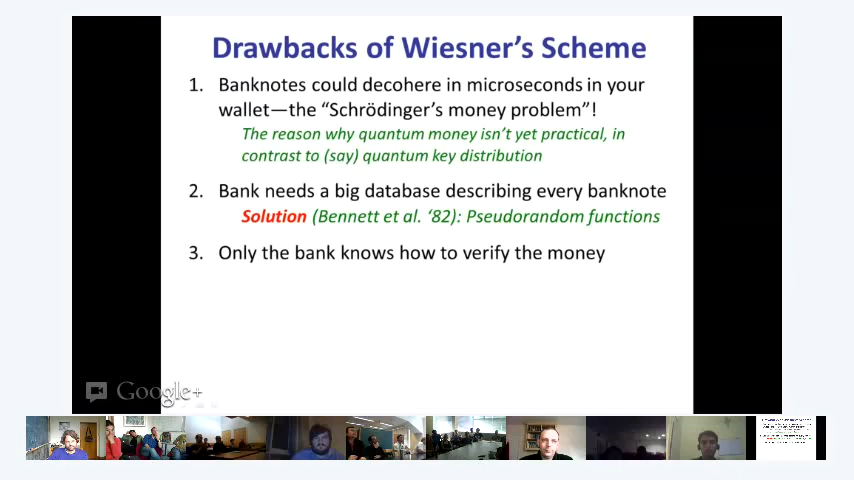 Drawbacks of Wiesner's Scheme
1. Banknotes could decohere in microseconds in your
wallet—the "Schrödinger's money problem"!
The reason why quantum money isn't yet practical, in
contrast to (say) quantum key distribution
2. Bank needs a big database describing every banknote
Solution (Bennett et al. '82): Pseudorandom functions
3. Only the bank knows how to verify the money
Google+